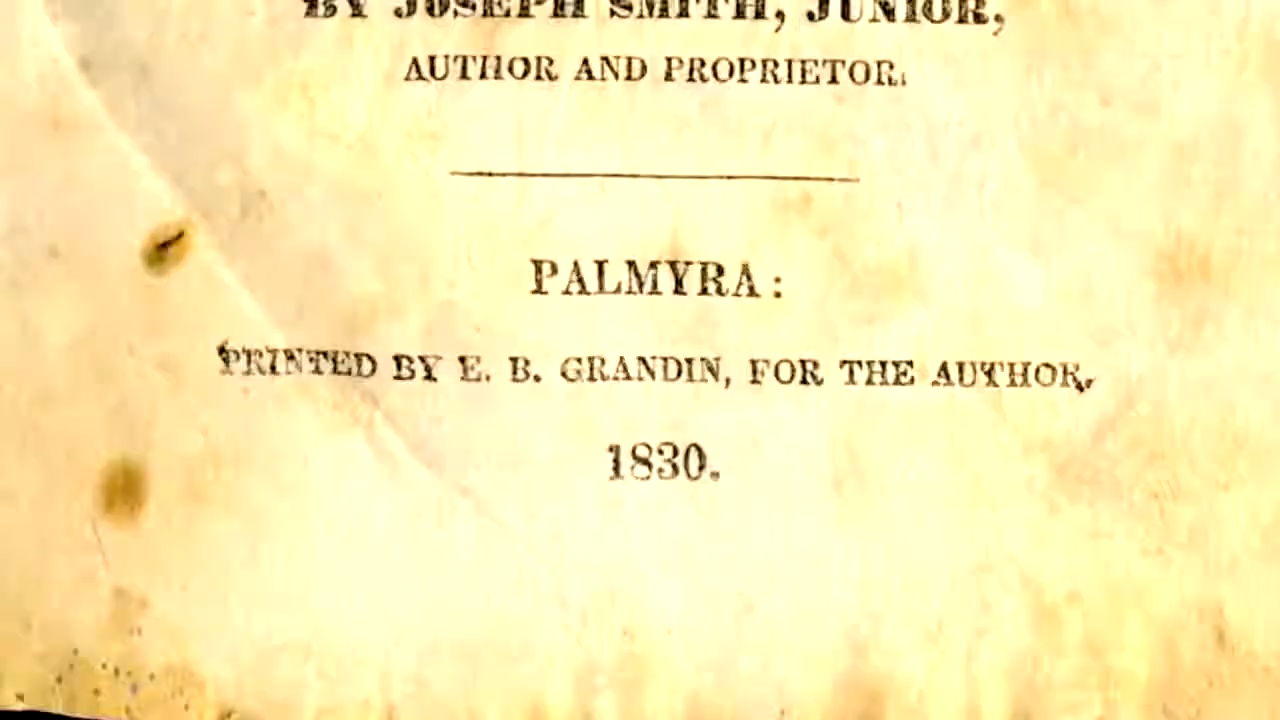 BY JOSEPH SMITH, JUNIOR,
AUTHOR AND PROPRIETOR.
PALMYRA:
PRINTED BY E. B. GRANDIN, FOR THE AUTHOR,
1830.